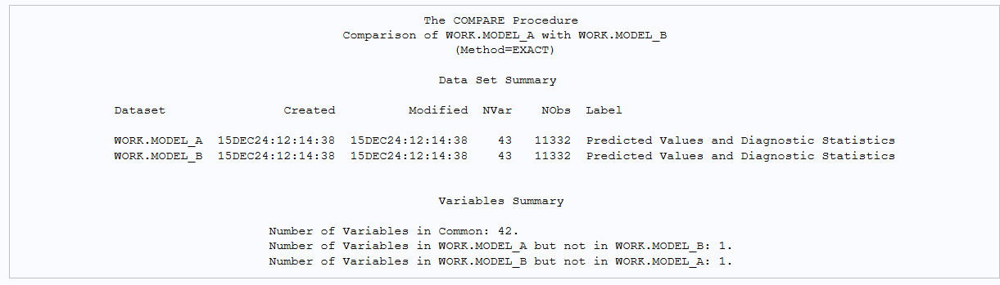 The COMPARE Procedure
Comparison of WORK.MODEL_A with WORK.MODEL_B
(Method=EXACT)
Data Set Summary
Dataset Created Modified NVar NObs Label
WORK.MODEL_A 15DEC24:12:14:38 15DEC24:12:14:38 43 11332 Predicted Values and Diagnostic Statistics
WORK.MODEL_B 15DEC24:12:14:38 15DEC24:12:14:38 43 11332 Predicted Values and Diagnostic Statistics
Variables Summary
Number of Variables in Common: 42.
Number of Variables in WORK.MODEL_A but not in WORK.MODEL_B: 1.
Number of Variables in WORK.MODEL_B but not in WORK.MODEL_A: 1.